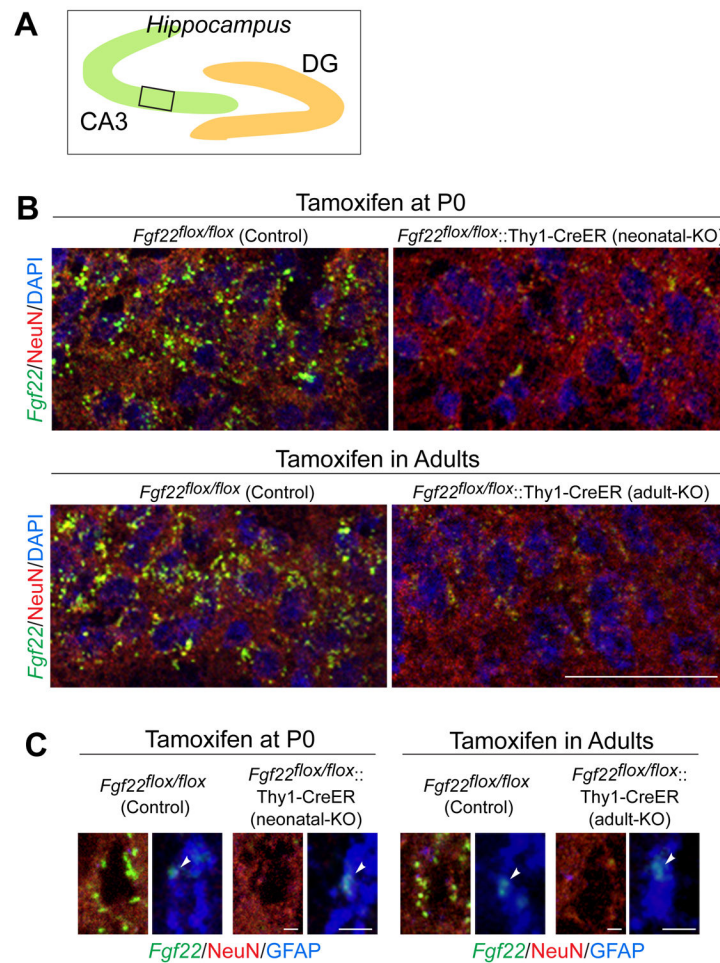 A
Hippocampus
DG
CA3
B
Tamoxifen at P0
Fgf22flox/flox (Control)
Fgf22flox/flox::Thy1-CreER (neonatal-KO)
Fgf22/NeuN/DAPI
Tamoxifen in Adults
Fgf22flox/flox (Control)
Fgf22flox/flox::Thy1-CreER (adult-KO)
Fgf22/NeuN/DAPI
C
Tamoxifen at P0
Fgf22flox/flox
(Control)
Fgf22flox/flox::
Thy1-CreER
(neonatal-KO)
Fgf22/NeuN/GFAP
Tamoxifen in Adults
Fgf22flox/flox
(Control)
Fgf22flox/flox::
Thy1-CreER
(adult-KO)
Fgf22/NeuN/GFAP